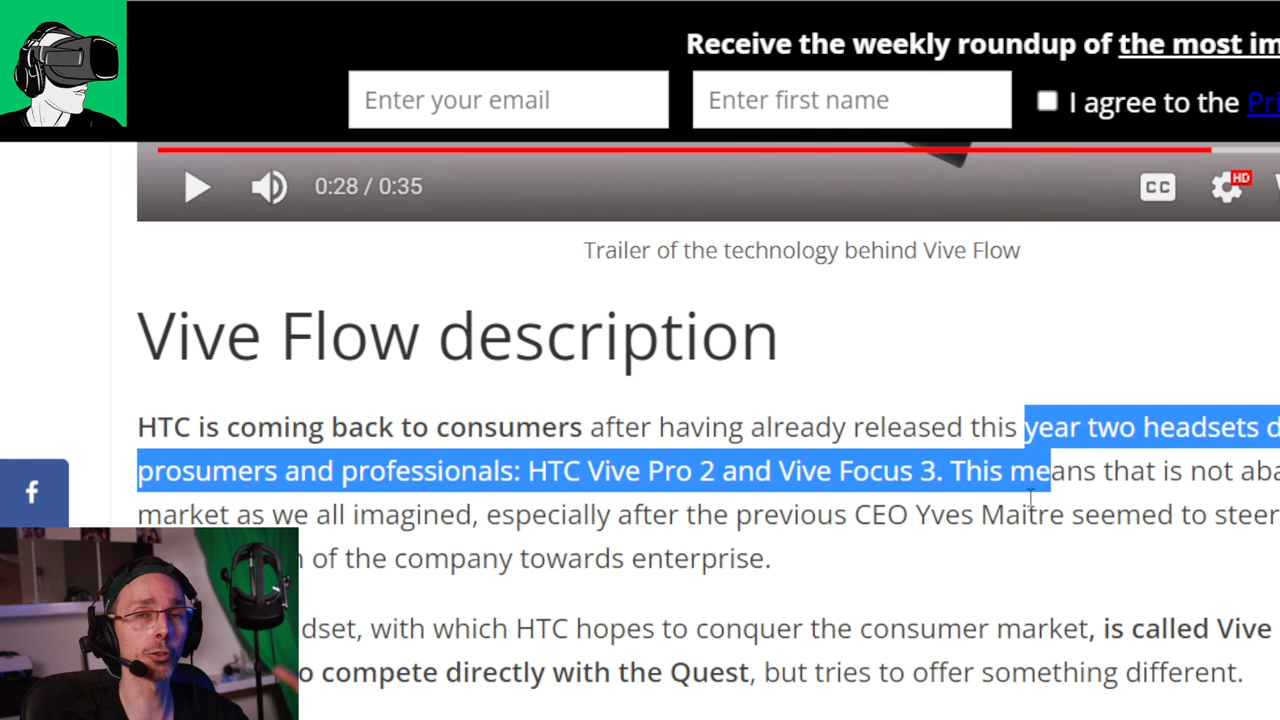 Receive the weekly roundup of the most im
Enter your email
Enter first name
I agree to the Pri
0:28 / 0:35
CC
HD
Trailer of the technology behind Vive Flow
Vive Flow description
HTC is coming back to consumers after having already released this year two headsets d
prosumers and professionals: HTC Vive Pro 2 and Vive Focus 3. This means that is not aba
market as we all imagined, especially after the previous CEO Yves Maitre seemed to steer
of the company towards enterprise.
dset, with which HTC hopes to conquer the consumer market, is called Vive
o compete directly with the Quest, but tries to offer something different.
f